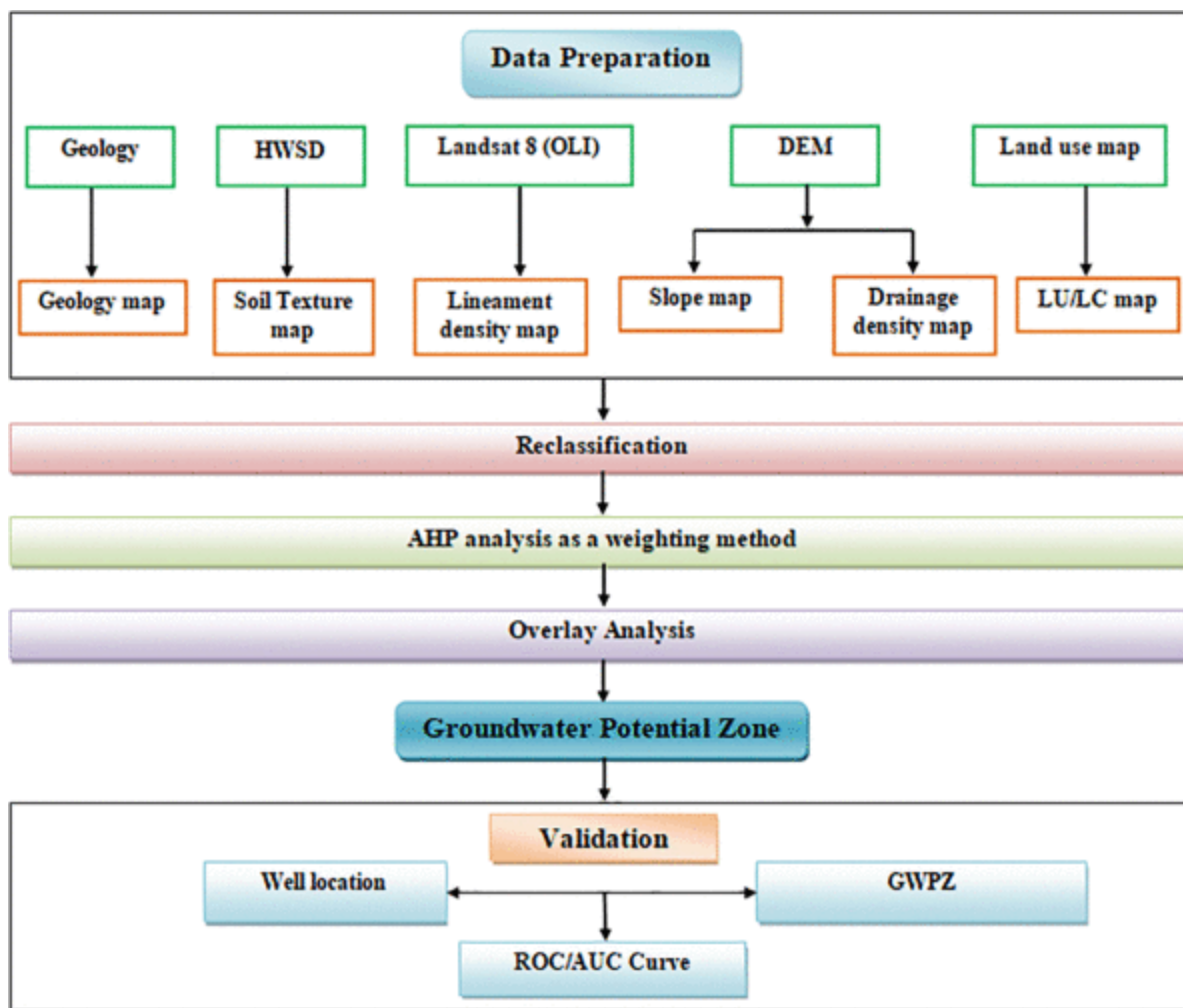 Data Preparation
Geology
HWSD
Landsat 8 (OLI)
DEM
Land use map
Geology map
Soil Texture
map
Lineament
density map
Slope map
Drainage
density map
LU/LC map
Reclassification
AHP analysis as a weighting method
Overlay Analysis
Groundwater Potential Zone
Validation
Well location
GWPZ
ROC/AUC Curve